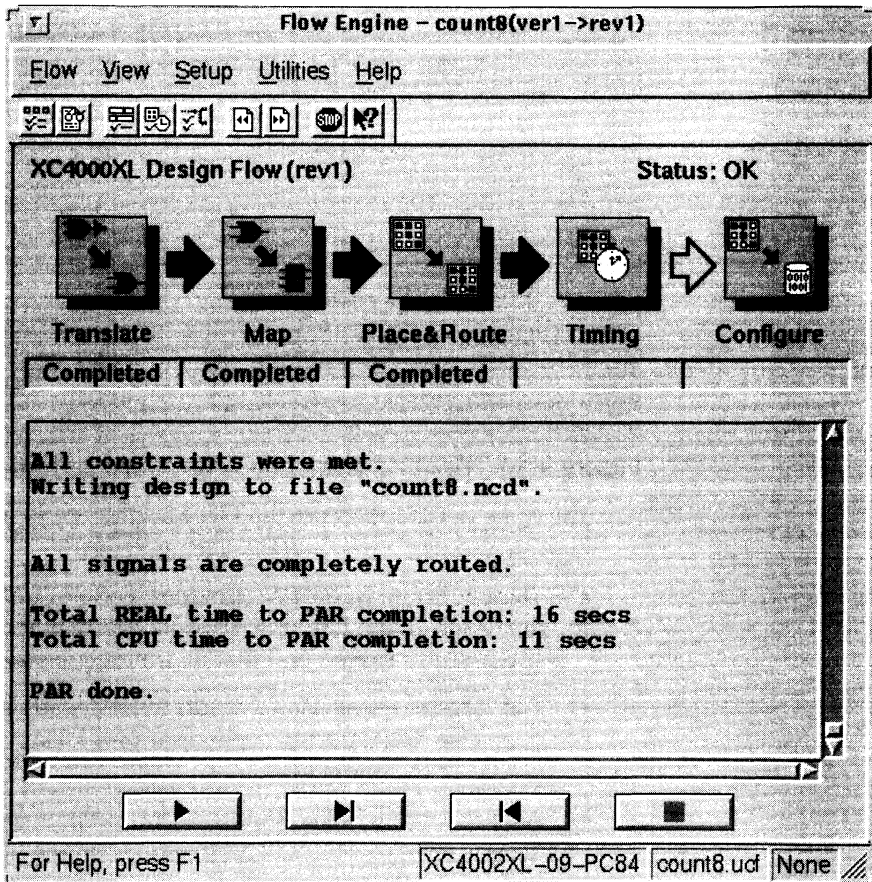 Flow Engine – count8(ver1->rev1)
Flow View Setup Utilities Help
STOP
XC4000XL Design Flow (rev1) Status: OK
Translate Map Place&Route Timing Configure
Completed Completed Completed
All constraints were met.
Writing design to file "count8.ncd".
All signals are completely routed.
Total REAL time to PAR completion: 16 secs
Total CPU time to PAR completion: 11 secs
PAR done.
For Help, press F1 XC4002XL-09-PC84 count8.ucf None